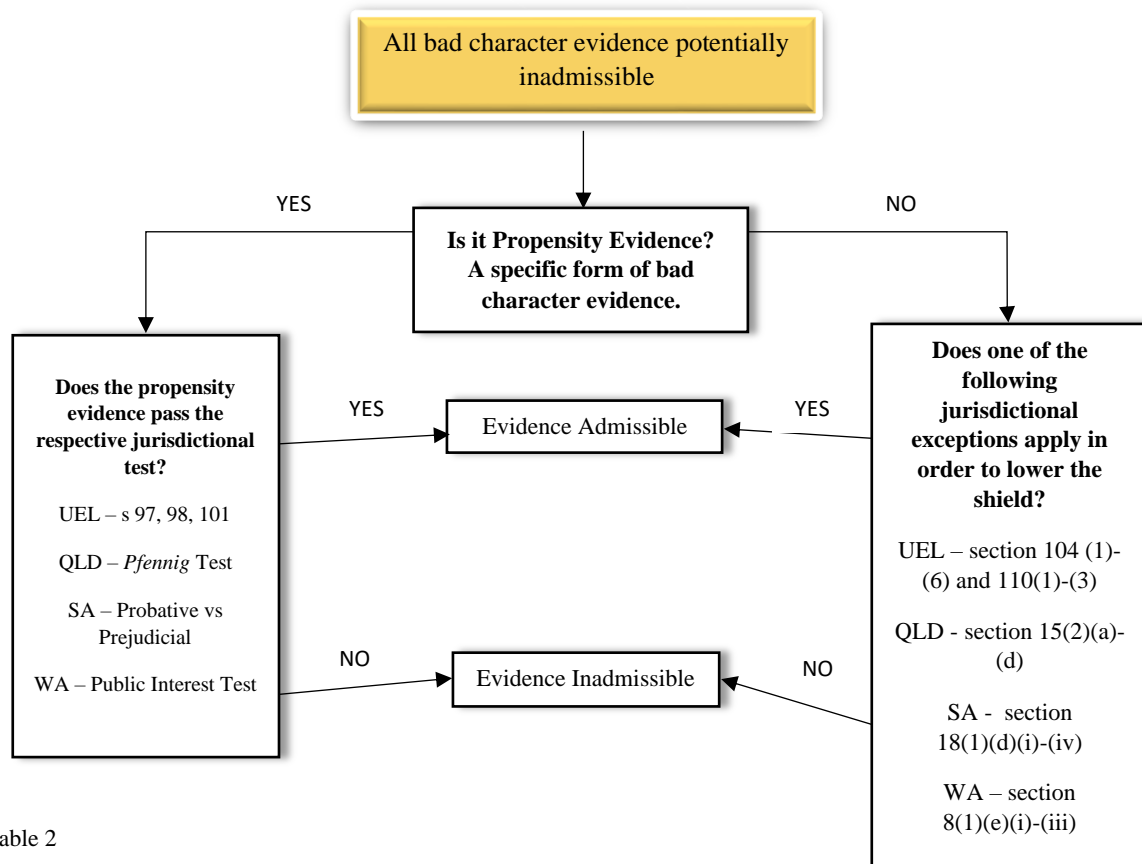 All bad character evidence potentially
inadmissible
YES
NO
Is it Propensity Evidence?
A specific form of bad
character evidence.
Does the propensity
evidence pass the
respective jurisdictional
test?
UEL – s 97, 98, 101
QLD – Pfennig Test
SA – Probative vs
Prejudicial
WA – Public Interest Test
YES
Evidence Admissible
YES
NO
Evidence Inadmissible
NO
Does one of the
following
jurisdictional
exceptions apply in
order to lower the
shield?
UEL – section 104 (1)-
(6) and 110(1)-(3)
QLD - section 15(2)(a)-
(d)
SA - section
18(1)(d)(i)-(iv)
WA – section
8(1)(e)(i)-(iii)
able 2